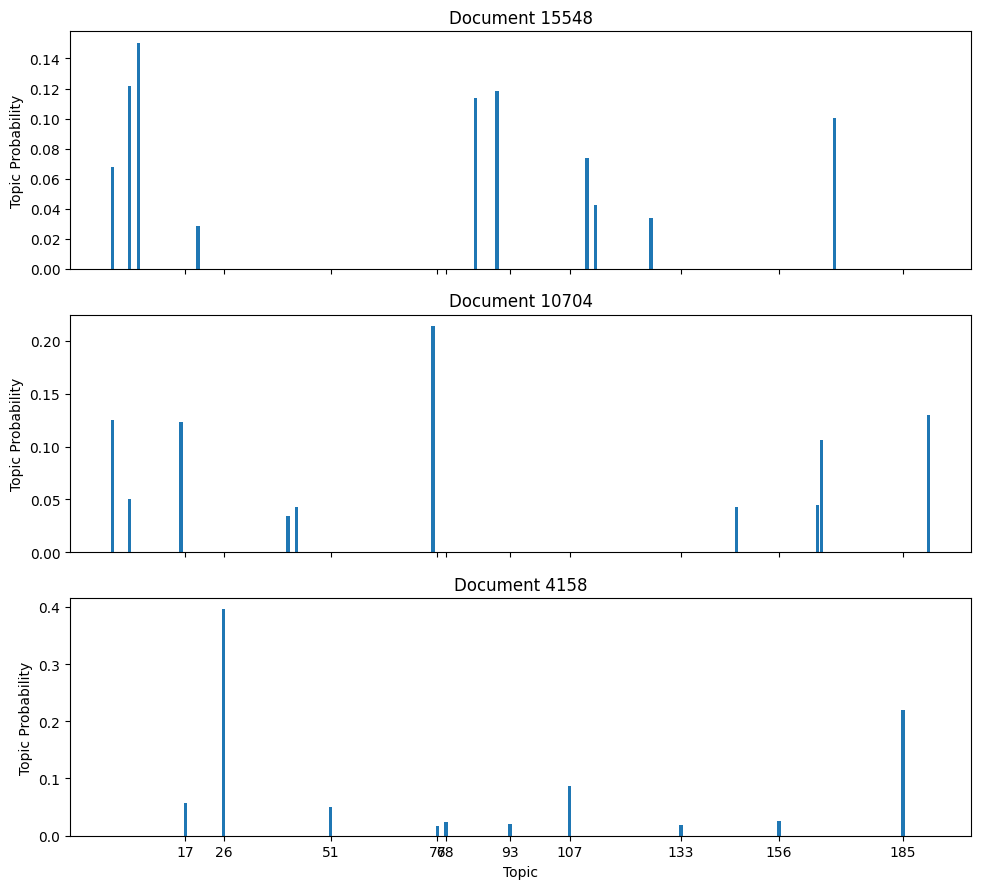 Document 15548
Topic Probability
0.14
0.12
0.10
0.08
0.06
0.04
0.02
0.00
Document 10704
Topic Probability
0.20
0.15
0.10
0.05
0.00
Document 4158
Topic Probability
0.4
0.3
0.2
0.1
0.0
17 26 51 76 78 93 107 133 156 185
Topic